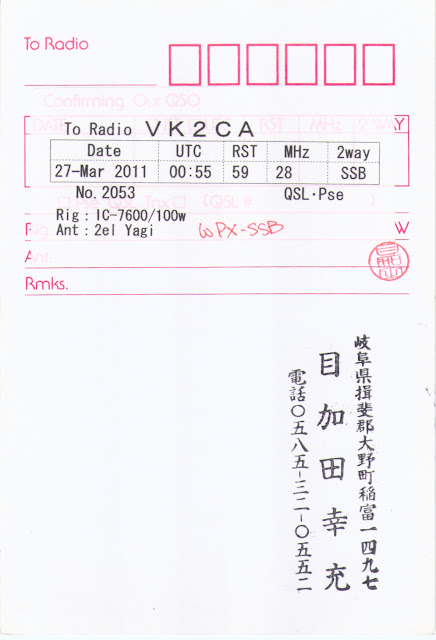 To Radio
Confirming Our QSO
To Radio VK2CA
Date UTC RST MHz 2way
27-Mar 2011 00:55 59 28 SSB
No.2053 QSL·Pse
Rig : IC-7600/100w
Ant : 2el Yagi
WPX-SSB
Rmks.
岐阜県揖斐郡大野町稲富一四九七
目加田幸充
電話〇五八五-三二-〇五五二